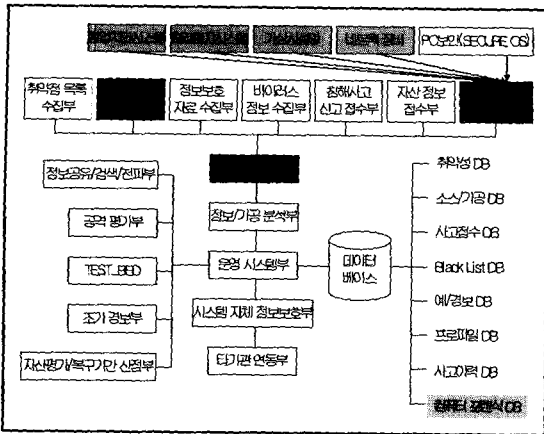 PC보안(SECURE OS)
취약점 목록
수집부
정보보호
자료 수집부
바이러스
정보 수집부
침해사고
신고 접수부
자산 정보
접수부
정보공유/검색/전파부
공격 평가부
TEST_BED
조기 경보부
자산평가/복구기간 산정부
정보/가공 분석부
운영 시스템부
시스템 자체 정보보호부
타기관 연동부
데이터
베이스
취약성 DB
소스/가공 DB
사고접수 DB
Black List DB
예/경보 DB
프로파일 DB
사고이력 DB